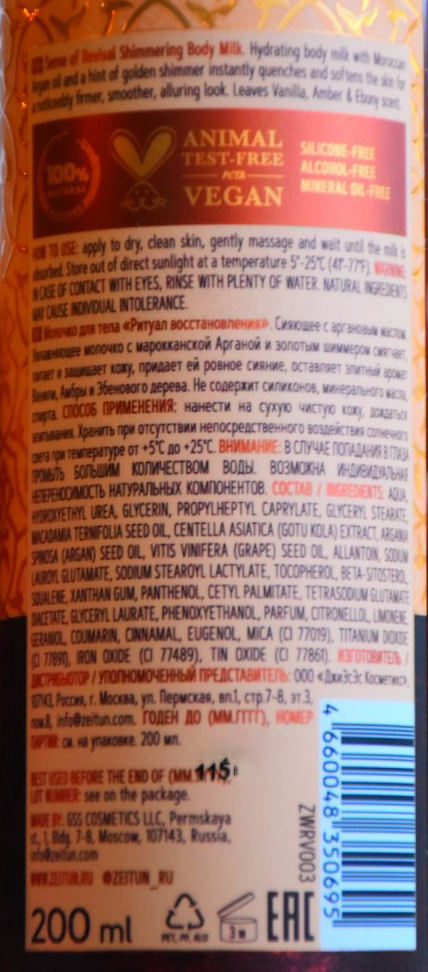 Sense of Revival Shimmering Body Milk. Hydrating body milk with Moroccan
Argan oil and a hint of golden shimmer instantly quenches and softens the skin for
a noticeably firmer, smoother, alluring look. Leaves Vanilla, Amber & Ebony scent.
100%
NATURAL
ANIMAL
TEST-FREE
PETA
VEGAN
SILICONE-FREE
ALCOHOL-FREE
MINERAL OIL-FREE
HOW TO USE: apply to dry, clean skin, gently massage and wait until the milk is
absorbed. Store out of direct sunlight at a temperature 5°-25°C (41°-77°F). WARNING:
IN CASE OF CONTACT WITH EYES, RINSE WITH PLENTY OF WATER. NATURAL INGREDIENTS
MAY CAUSE INDIVIDUAL INTOLERANCE.
Молочко для тела «Ритуал восстановления». Сияющее с аргановым маслом.
Увлажняющее молочко с марокканской Арганой и золотым шиммером смягчает,
питает и защищает кожу, придает ей ровное сияние, оставляет элитный аромат
Ванили, Амбры и Эбенового дерева. Не содержит силиконов, минерального масла,
спирта. СПОСОБ ПРИМЕНЕНИЯ: нанести на сухую чистую кожу, дождаться
впитывания. Хранить при отсутствии непосредственного воздействия солнечного
света при температуре от +5°C до +25°C. ВНИМАНИЕ: В СЛУЧАЕ ПОПАДАНИЯ В ГЛАЗА
ПРОМЫТЬ БОЛЬШИМ КОЛИЧЕСТВОМ ВОДЫ. ВОЗМОЖНА ИНДИВИДУАЛЬНАЯ
НЕПЕРЕНОСИМОСТЬ НАТУРАЛЬНЫХ КОМПОНЕНТОВ. СОСТАВ / INGREDIENTS: AQUA,
HYDROXYETHYL UREA, GLYCERIN, PROPYLHEPTYL CAPRYLATE, GLYCERYL STEARATE,
MACADAMIA TERNIFOLIA SEED OIL, CENTELLA ASIATICA (GOTU KOLA) EXTRACT, ARGANIA
SPINOSA (ARGAN) SEED OIL, VITIS VINIFERA (GRAPE) SEED OIL, ALLANTOIN, SODIUM
LAUROYL GLUTAMATE, SODIUM STEAROYL LACTYLATE, TOCOPHEROL, BETA-SITOSTEROL,
SQUALENE, XANTHAN GUM, PANTHENOL, CETYL PALMITATE, TETRASODIUM GLUTAMATE
DIACETATE, GLYCERYL LAURATE, PHENOXYETHANOL, PARFUM, CITRONELLOL, LIMONENE,
GERANIOL, COUMARIN, CINNAMAL, EUGENOL, MICA (CI 77019), TITANIUM DIOXIDE
(CI 77891), IRON OXIDE (CI 77489), TIN OXIDE (CI 77861). ИЗГОТОВИТЕЛЬ /
ДИСТРИБЬЮТОР / УПОЛНОМОЧЕННЫЙ ПРЕДСТАВИТЕЛЬ: ООО «ДжиЭсЭс Косметикс»,
107143, Россия, г. Москва, ул. Пермская, вл.1, стр.7-8, эт.3,
пом.8, info@zeitun.com. ГОДЕН ДО (ММ.ГГГГ), НОМЕР
ПАРТИИ: см. на упаковке. 200 мл.
BEST USED BEFORE THE END OF (MM.
115
LOT NUMBER: see on the package.
MADE BY: GSS COSMETICS LLC, Permskaya
st., 1, Bldg. 7-8, Moscow, 107143, Russia,
info@zeitun.com
WWW.ZEITUN.RU @ZEITUN_RU
200 ml
PET, PP, ALU
3 м
EAC
ZWRV003
4 660048 350695